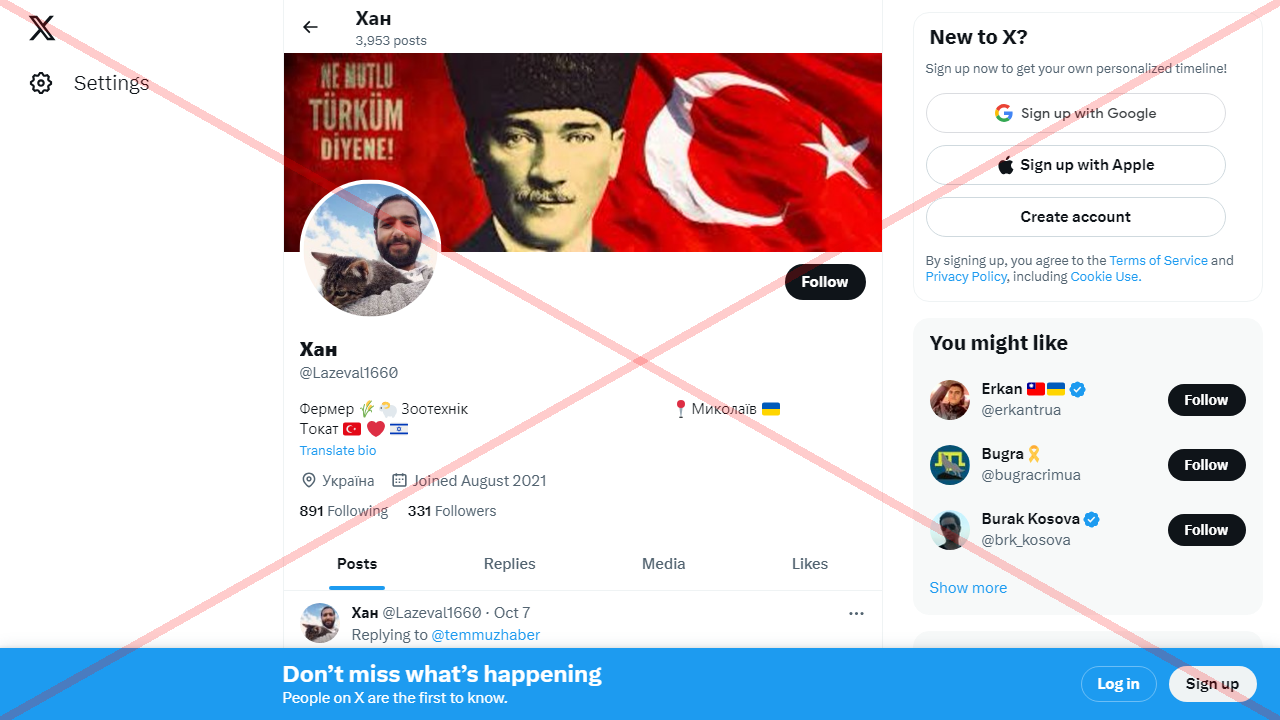 Settings
Хан
3,953 posts
NE MUTLU
TÜRKÜM
DİYENE!
Follow
Хан
@Lazeval1660
Фермер 🌾 🐑 Зоотехнік 📍 Миколаїв 🇺🇦
Токат 🇹🇷 ❤️ 🇮🇱
Translate bio
Україна Joined August 2021
891 Following 331 Followers
Posts Replies Media Likes
Хан @Lazeval1660 · Oct 7
Replying to @temmuzhaber
New to X?
Sign up now to get your own personalized timeline!
Sign up with Google
Sign up with Apple
Create account
By signing up, you agree to the Terms of Service and
Privacy Policy, including Cookie Use.
You might like
Erkan 🇹🇼🇺🇦
@erkantrua
Follow
Bugra🎗
@bugracrimua
Follow
Burak Kosova
@brk_kosova
Follow
Show more
Don’t miss what’s happening
People on X are the first to know.
Log in
Sign up